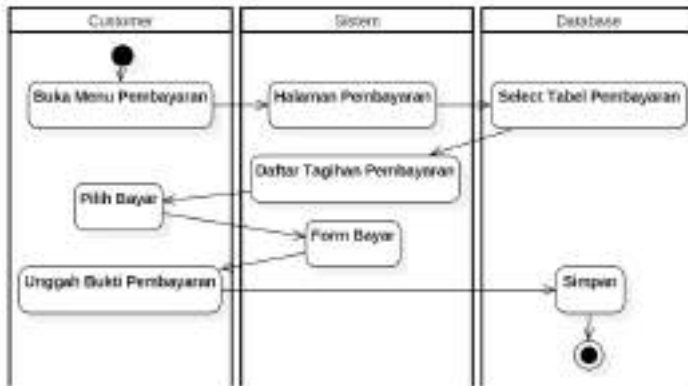 Customer
Sistem
Database
Buka Menu Pembayaran
Halaman Pembayaran
Select Tabel Pembayaran
Daftar Tagihan Pembayaran
Pilih Bayar
Form Bayar
Unggah Bukti Pembayaran
Simpan